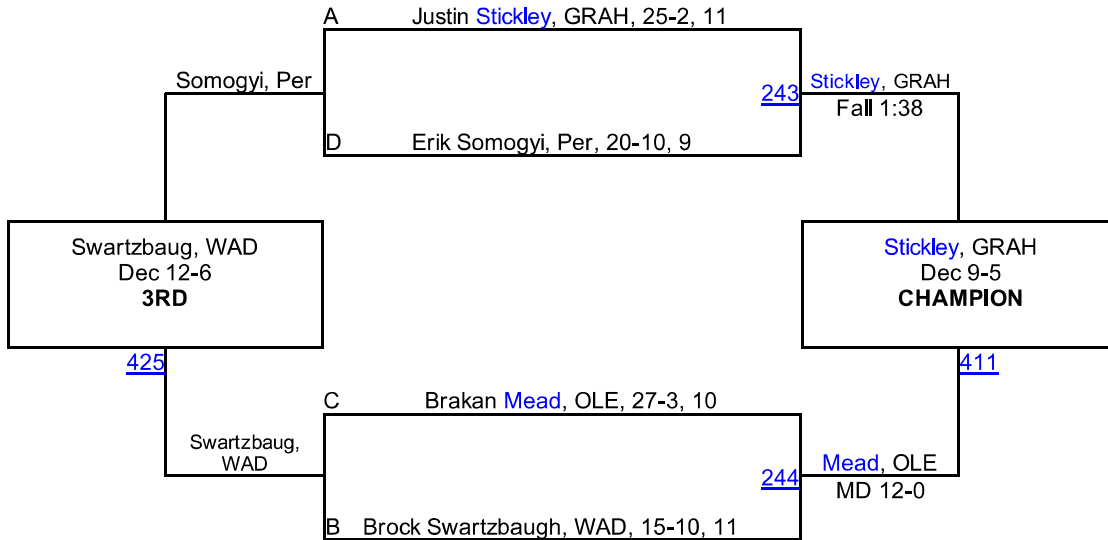 A Justin Stickley, GRAH, 25-2, 11
Somogyi, Per
243
Stickley, GRAH
Fall 1:38
D Erik Somogyi, Per, 20-10, 9
Swartzbaug, WAD
Dec 12-6
3RD
Stickley, GRAH
Dec 9-5
CHAMPION
425
411
C Brakan Mead, OLE, 27-3, 10
Swartzbaug,
WAD
244
Mead, OLE
MD 12-0
B Brock Swartzbaugh, WAD, 15-10, 11